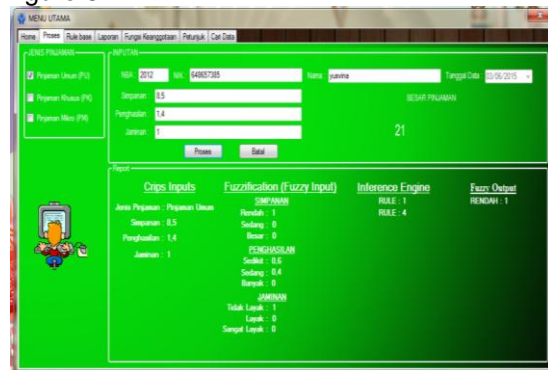 MENU UTAMA
Home Proses Rule base Laporan Fungsi Keanggotaan Petunjuk Cari Data
JENIS PINJAMAN
Pinjaman Umum (PU)
Pinjaman Khusus (PK)
Pinjaman Mikro (PM)
INPUTAN
NBA : 2012 NIK : 648657385 Nama : yusvina Tanggal Cata : 03/06/2015
Simpanan : 0,5
Penghasilan : 1,4
Jaminan : 1
BESAR PINJAMAN
21
Proses Batal
Report
Crips Inputs
Jenis Pinjaman : Pinjaman Umum
Simpanan : 0,5
Penghasilan : 1,4
Jaminan : 1
Fuzzification (Fuzzy Input)
SIMPANAN
Rendah : 1
Sedang : 0
Besar : 0
PENGHASILAN
Sedikit : 0,6
Sedang : 0,4
Banyak : 0
JAMINAN
Tidak Layak : 1
Layak : 0
Sangat Layak : 0
Inference Engine
RULE : 1
RULE : 4
Fuzzy Output
RENDAH : 1